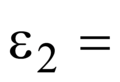 ε₂ =